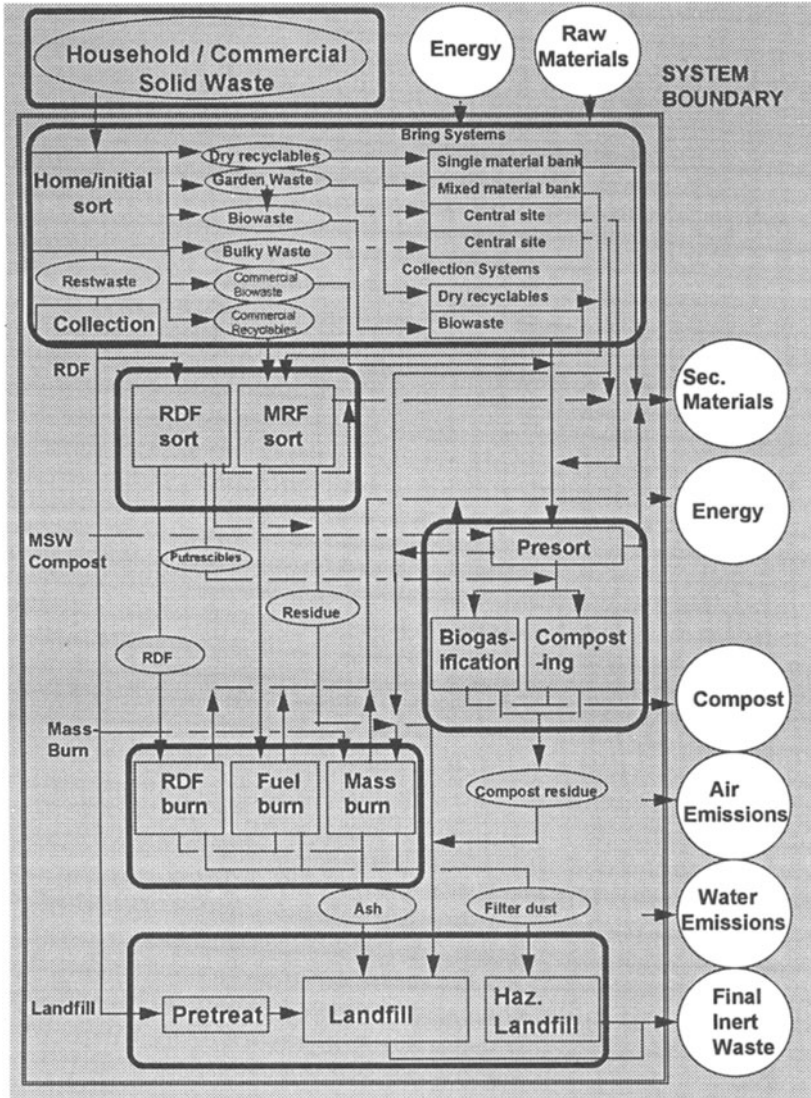 Household / Commercial
Solid Waste
Energy
Raw
Materials
SYSTEM
BOUNDARY
Bring Systems
Home/initial
sort
Dry recyclables
Garden Waste
Biowaste
Bulky Waste
Commercial
Biowaste
Commercial
Recyclables
Restwaste
Collection
Single material bank
Mixed material bank
Central site
Central site
Collection Systems
Dry recyclables
Biowaste
RDF
RDF
sort
MRF
sort
Sec.
Materials
Energy
MSW
Compost
Putrescibles
Presort
Residue
RDF
Biogas-
ification
Compost
-ing
Compost
Mass-
Burn
RDF
burn
Fuel
burn
Mass
burn
Compost residue
Air
Emissions
Ash
Filter dust
Water
Emissions
Landfill
Pretreat
Landfill
Haz.
Landfill
Final
Inert
Waste